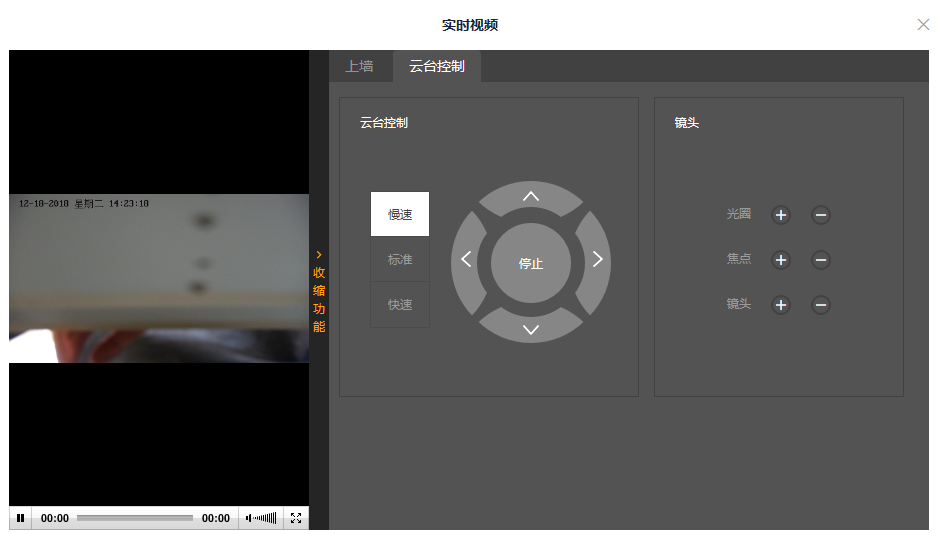 实时视频
上墙
云台控制
云台控制
镜头
12-18-2018 星期二 14:23:18
慢速
标准
快速
停止
光圈
焦点
镜头
收缩功能
00:00
00:00